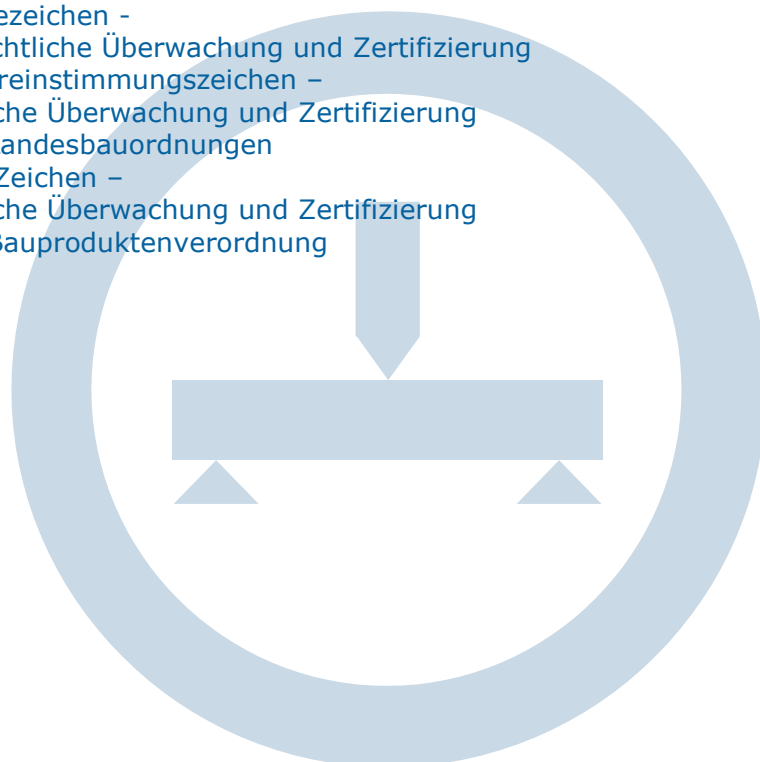 ezeichen -
chtliche Überwachung und Zertifizierung
reinstimmungszeichen –
che Überwachung und Zertifizierung
andesbauordnungen
Zeichen –
che Überwachung und Zertifizierung
Bauproduktenverordnung